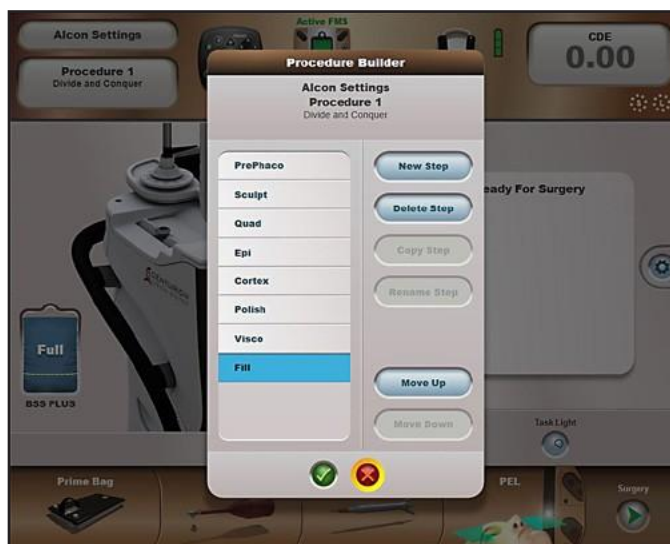 Alcon Settings
Procedure 1
Divide and Conquer
Active FMS
CDE
0.00
Procedure Builder
Alcon Settings
Procedure 1
Divide and Conquer
PrePhaco
Sculpt
Quad
Epi
Cortex
Polish
Visco
Fill
New Step
Delete Step
Copy Step
Rename Step
Move Up
Move Down
eady For Surgery
CENTURION
Full
BSS PLUS
Task Light
Prime Bag
PEL
Surgery